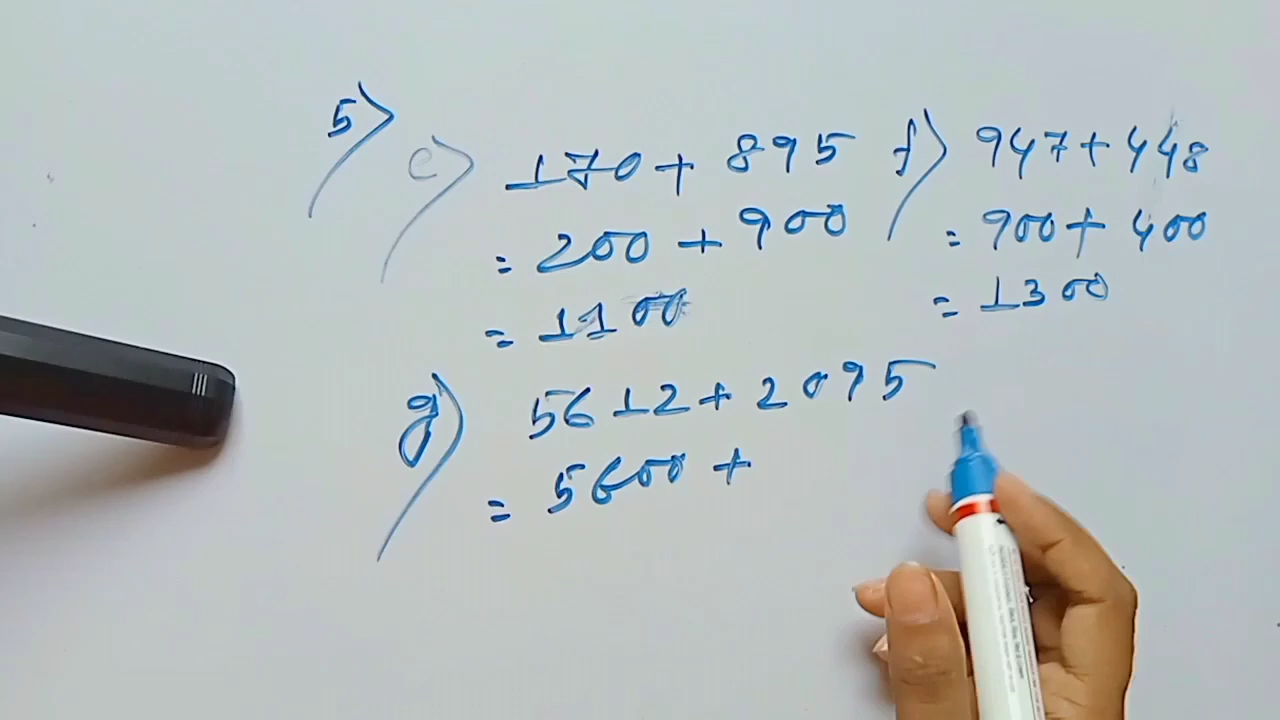 5)
e) 170 + 895
= 200 + 900
= 1100
f) 947 + 448
= 900 + 400
= 1300
g) 5612 + 2095
= 5600 +